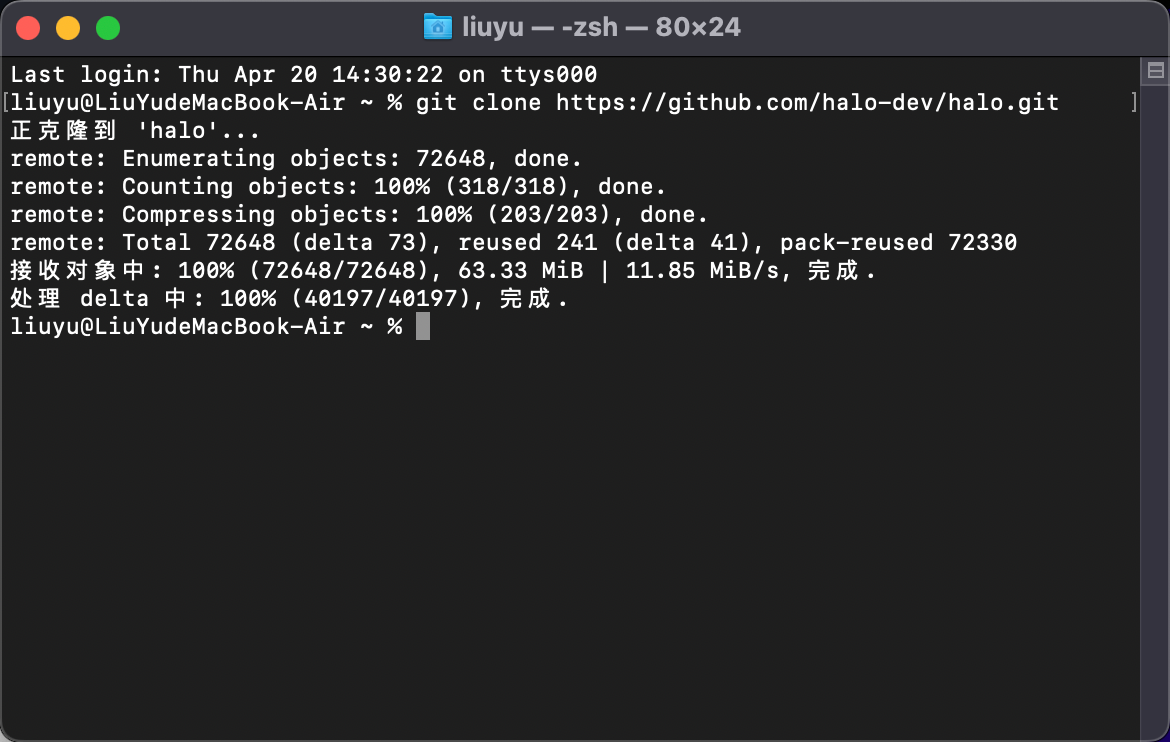 liuyu — -zsh — 80×24
Last login: Thu Apr 20 14:30:22 on ttys000
[liuyu@LiuYudeMacBook-Air ~ % git clone https://github.com/halo-dev/halo.git ]
正克隆到 'halo'...
remote: Enumerating objects: 72648, done.
remote: Counting objects: 100% (318/318), done.
remote: Compressing objects: 100% (203/203), done.
remote: Total 72648 (delta 73), reused 241 (delta 41), pack-reused 72330
接收对象中: 100% (72648/72648), 63.33 MiB | 11.85 MiB/s, 完成.
处理 delta 中: 100% (40197/40197), 完成.
liuyu@LiuYudeMacBook-Air ~ %